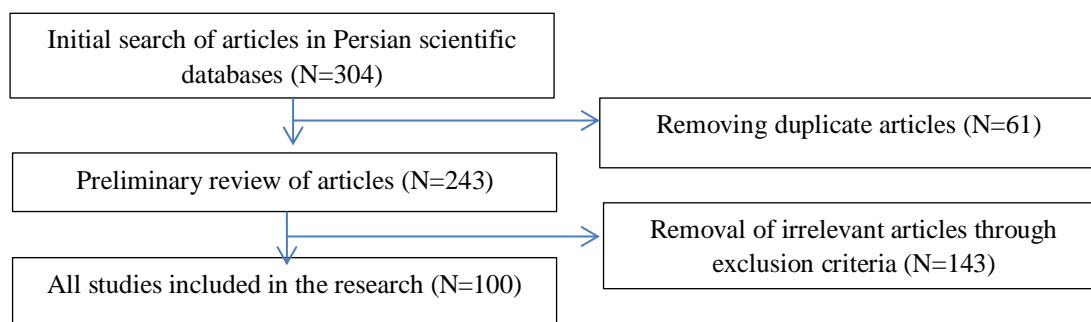 Initial search of articles in Persian scientific
databases (N=304)
Removing duplicate articles (N=61)
Preliminary review of articles (N=243)
Removal of irrelevant articles through
exclusion criteria (N=143)
All studies included in the research (N=100)